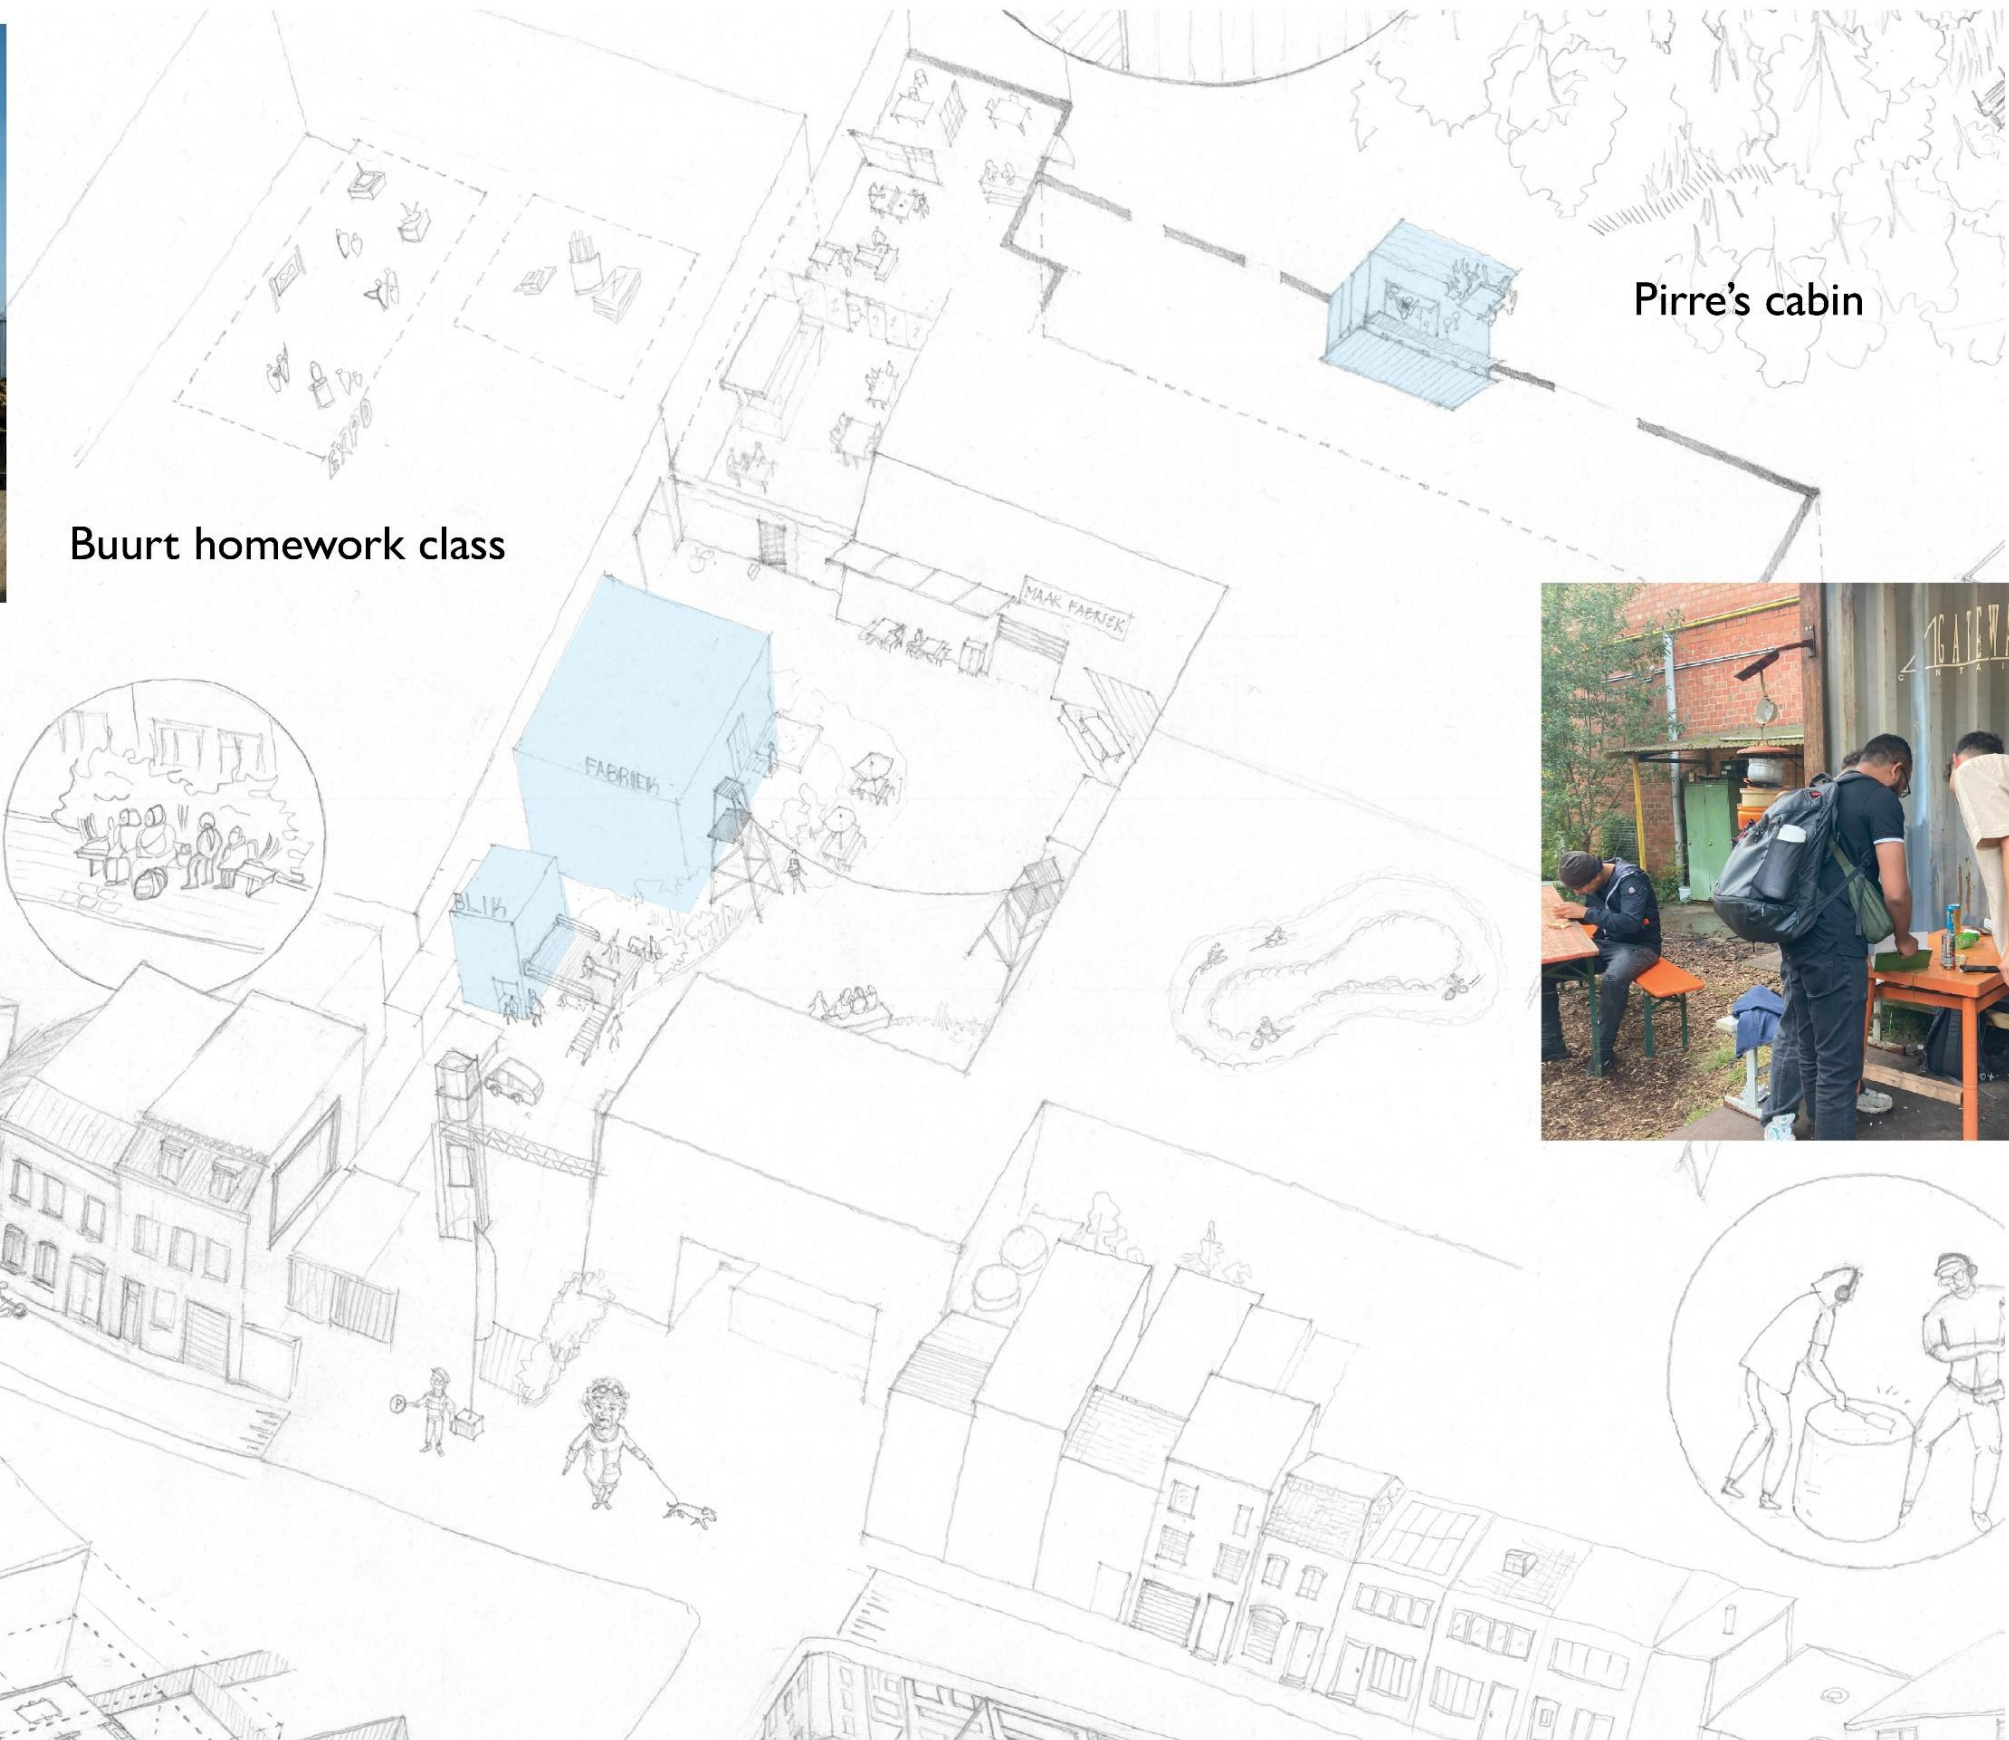 Pirre's cabin
EXPO
Buurt homework class
MAAK FABRIEK
FABRIEK
BLIK
P